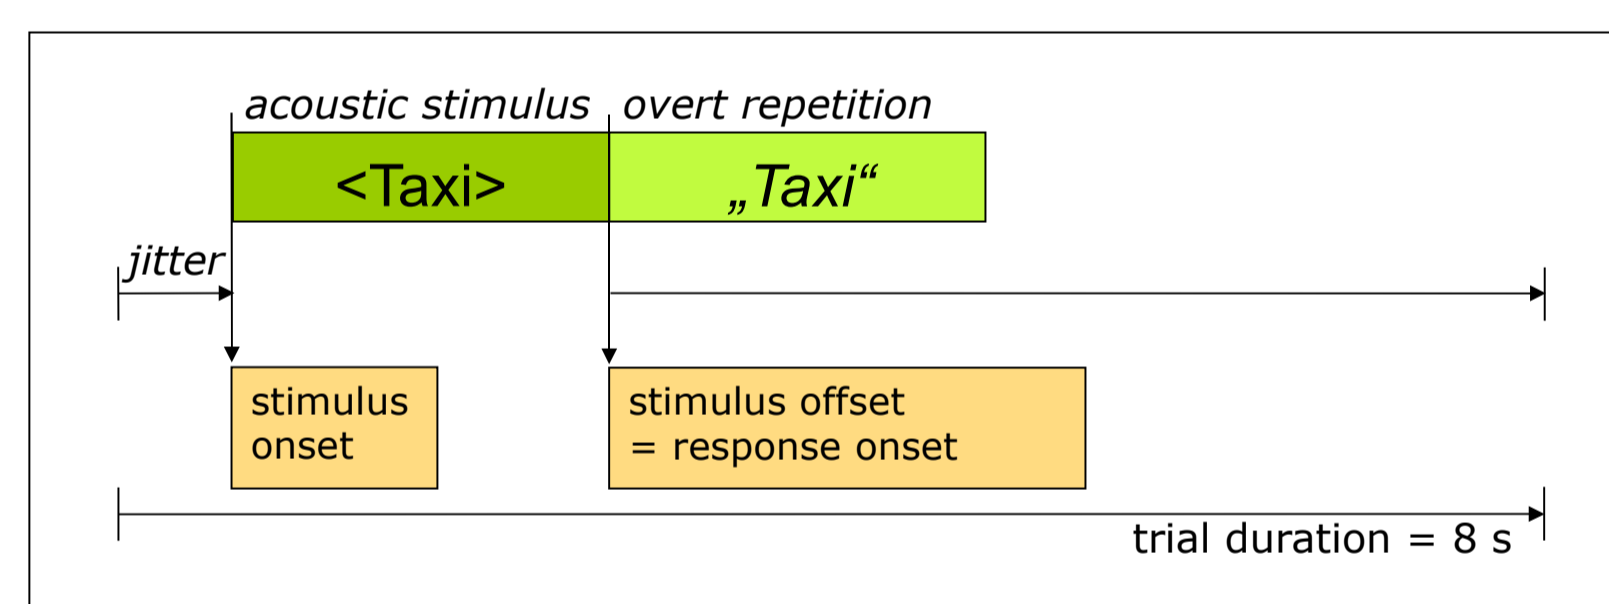 acoustic stimulus
overt repetition
<Taxi>
„Taxi“
jitter
stimulus
onset
stimulus offset
= response onset
trial duration = 8 s